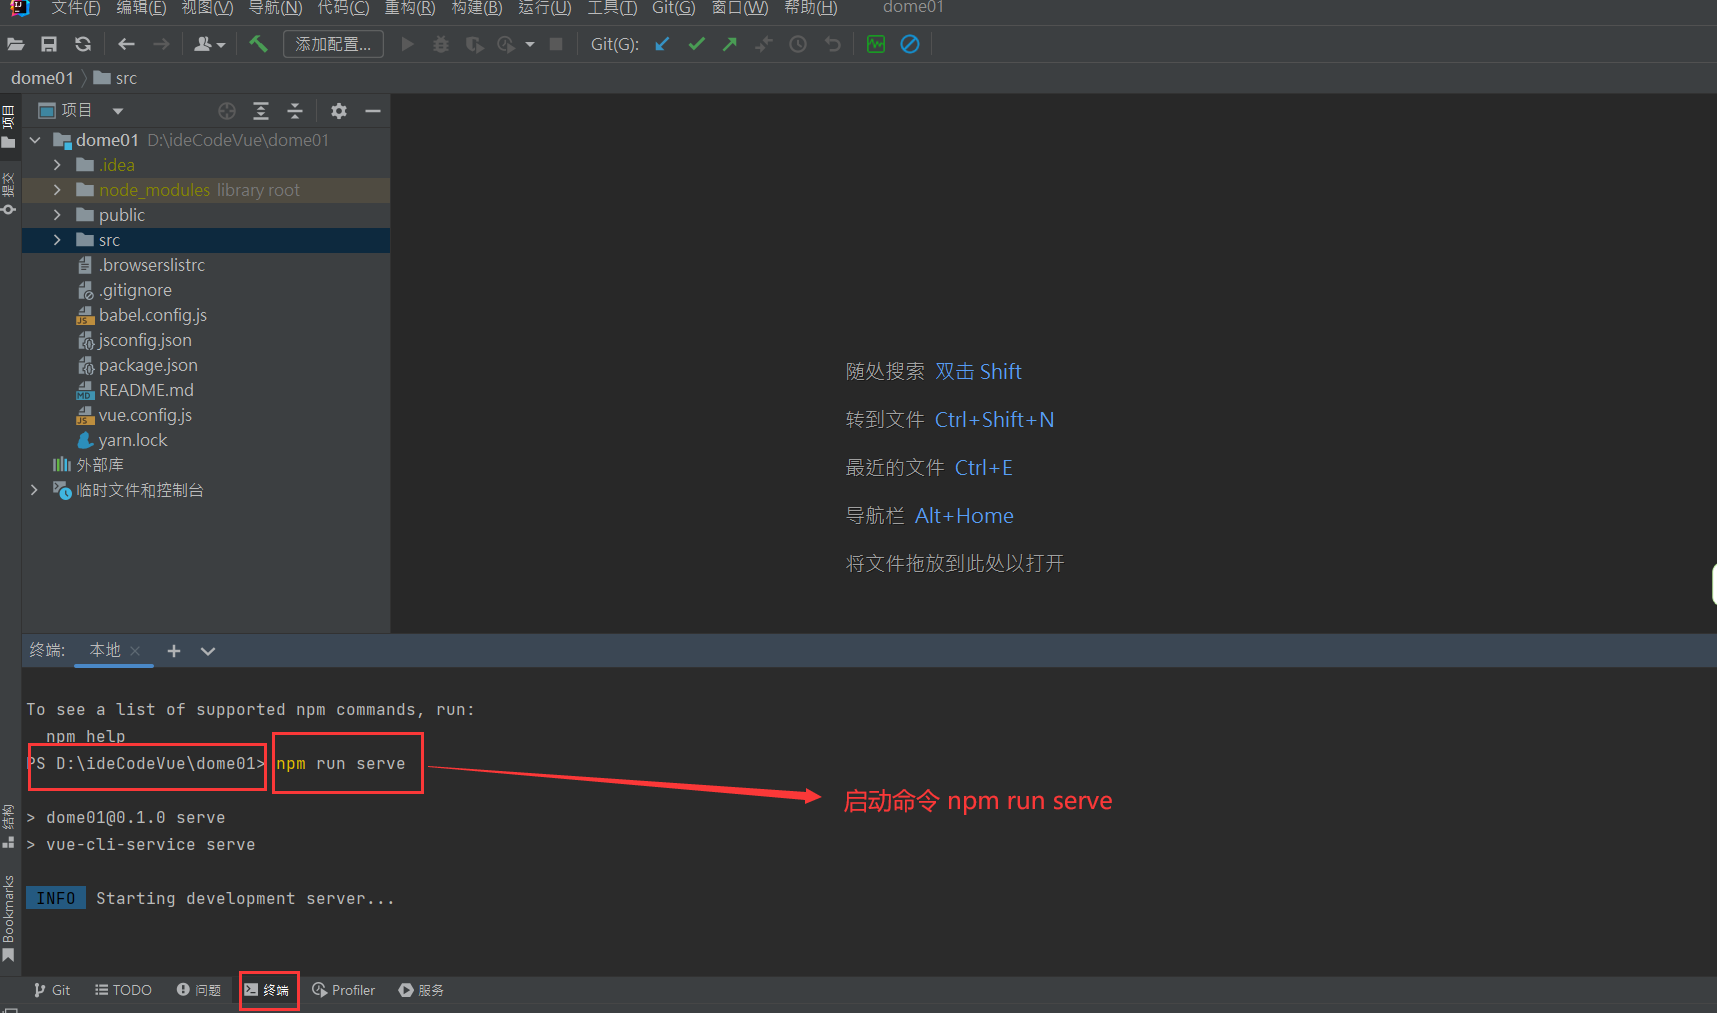 文件(F) 编辑(E) 视图(V) 导航(N) 代码(C) 重构(R) 构建(B) 运行(U) 工具(T) Git(G) 窗口(W) 帮助(H) dome01
添加配置... Git(G):
dome01 src
项目
项目
提交
dome01 D:\ideCodeVue\dome01
.idea
node_modules library root
public
src
.browserslistrc
.gitignore
babel.config.js
jsconfig.json
package.json
README.md
vue.config.js
yarn.lock
外部库
临时文件和控制台
随处搜索 双击 Shift
转到文件 Ctrl+Shift+N
最近的文件 Ctrl+E
导航栏 Alt+Home
将文件拖放到此处以打开
终端: 本地
To see a list of supported npm commands, run:
npm help
PS D:\ideCodeVue\dome01> npm run serve
启动命令 npm run serve
> dome01@0.1.0 serve
> vue-cli-service serve
INFO Starting development server...
结构
Bookmarks
Git TODO 问题 终端 Profiler 服务